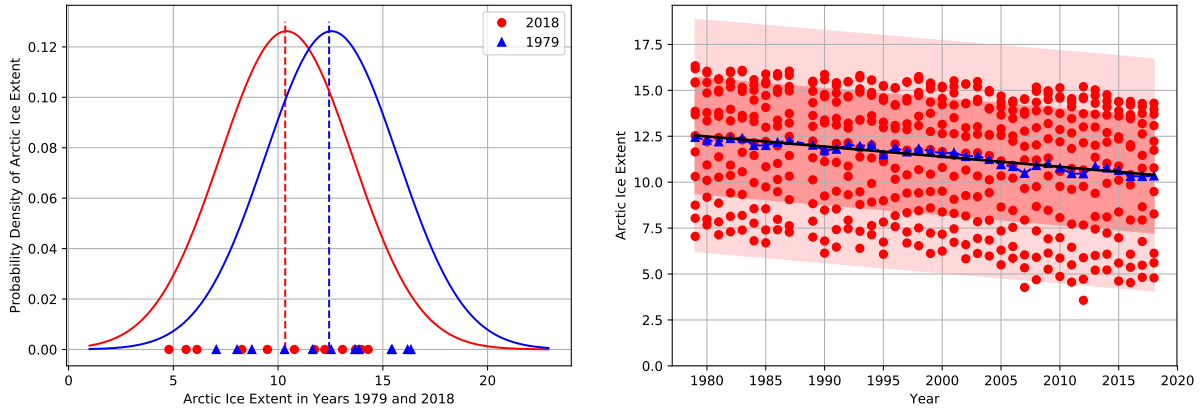 2018
1979
Probability Density of Arctic Ice Extent
0.12
0.10
0.08
0.06
0.04
0.02
0.00
0 5 10 15 20
Arctic Ice Extent in Years 1979 and 2018
Arctic Ice Extent
17.5
15.0
12.5
10.0
7.5
5.0
2.5
0.0
1980 1985 1990 1995 2000 2005 2010 2015 2020
Year